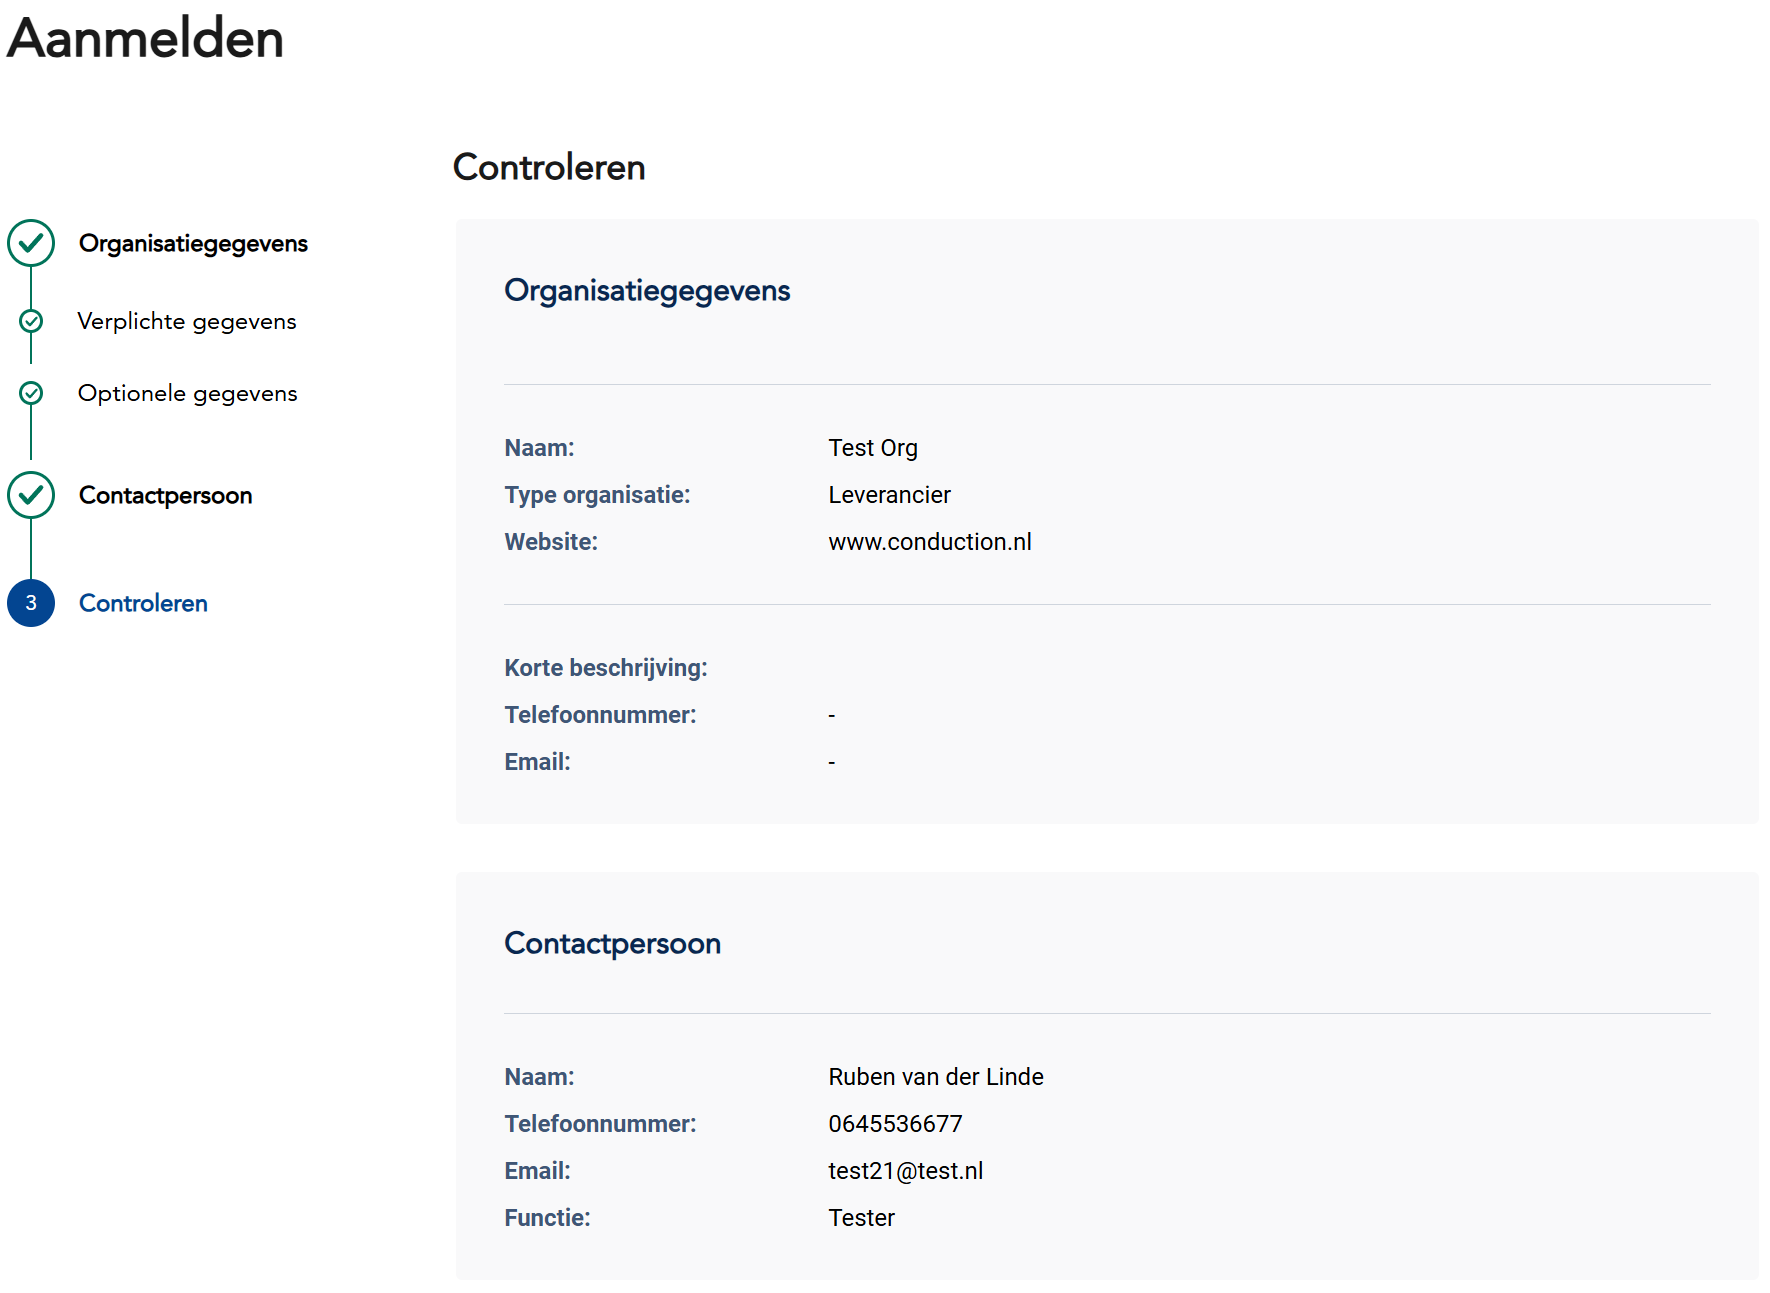 Aanmelden
Organisatiegegevens
Verplichte gegevens
Optionele gegevens
Contactpersoon
3 Controleren
Controleren
Organisatiegegevens
Naam: Test Org
Type organisatie: Leverancier
Website: www.conduction.nl
Korte beschrijving:
Telefoonnummer: -
Email: -
Contactpersoon
Naam: Ruben van der Linde
Telefoonnummer: 0645536677
Email: test21@test.nl
Functie: Tester